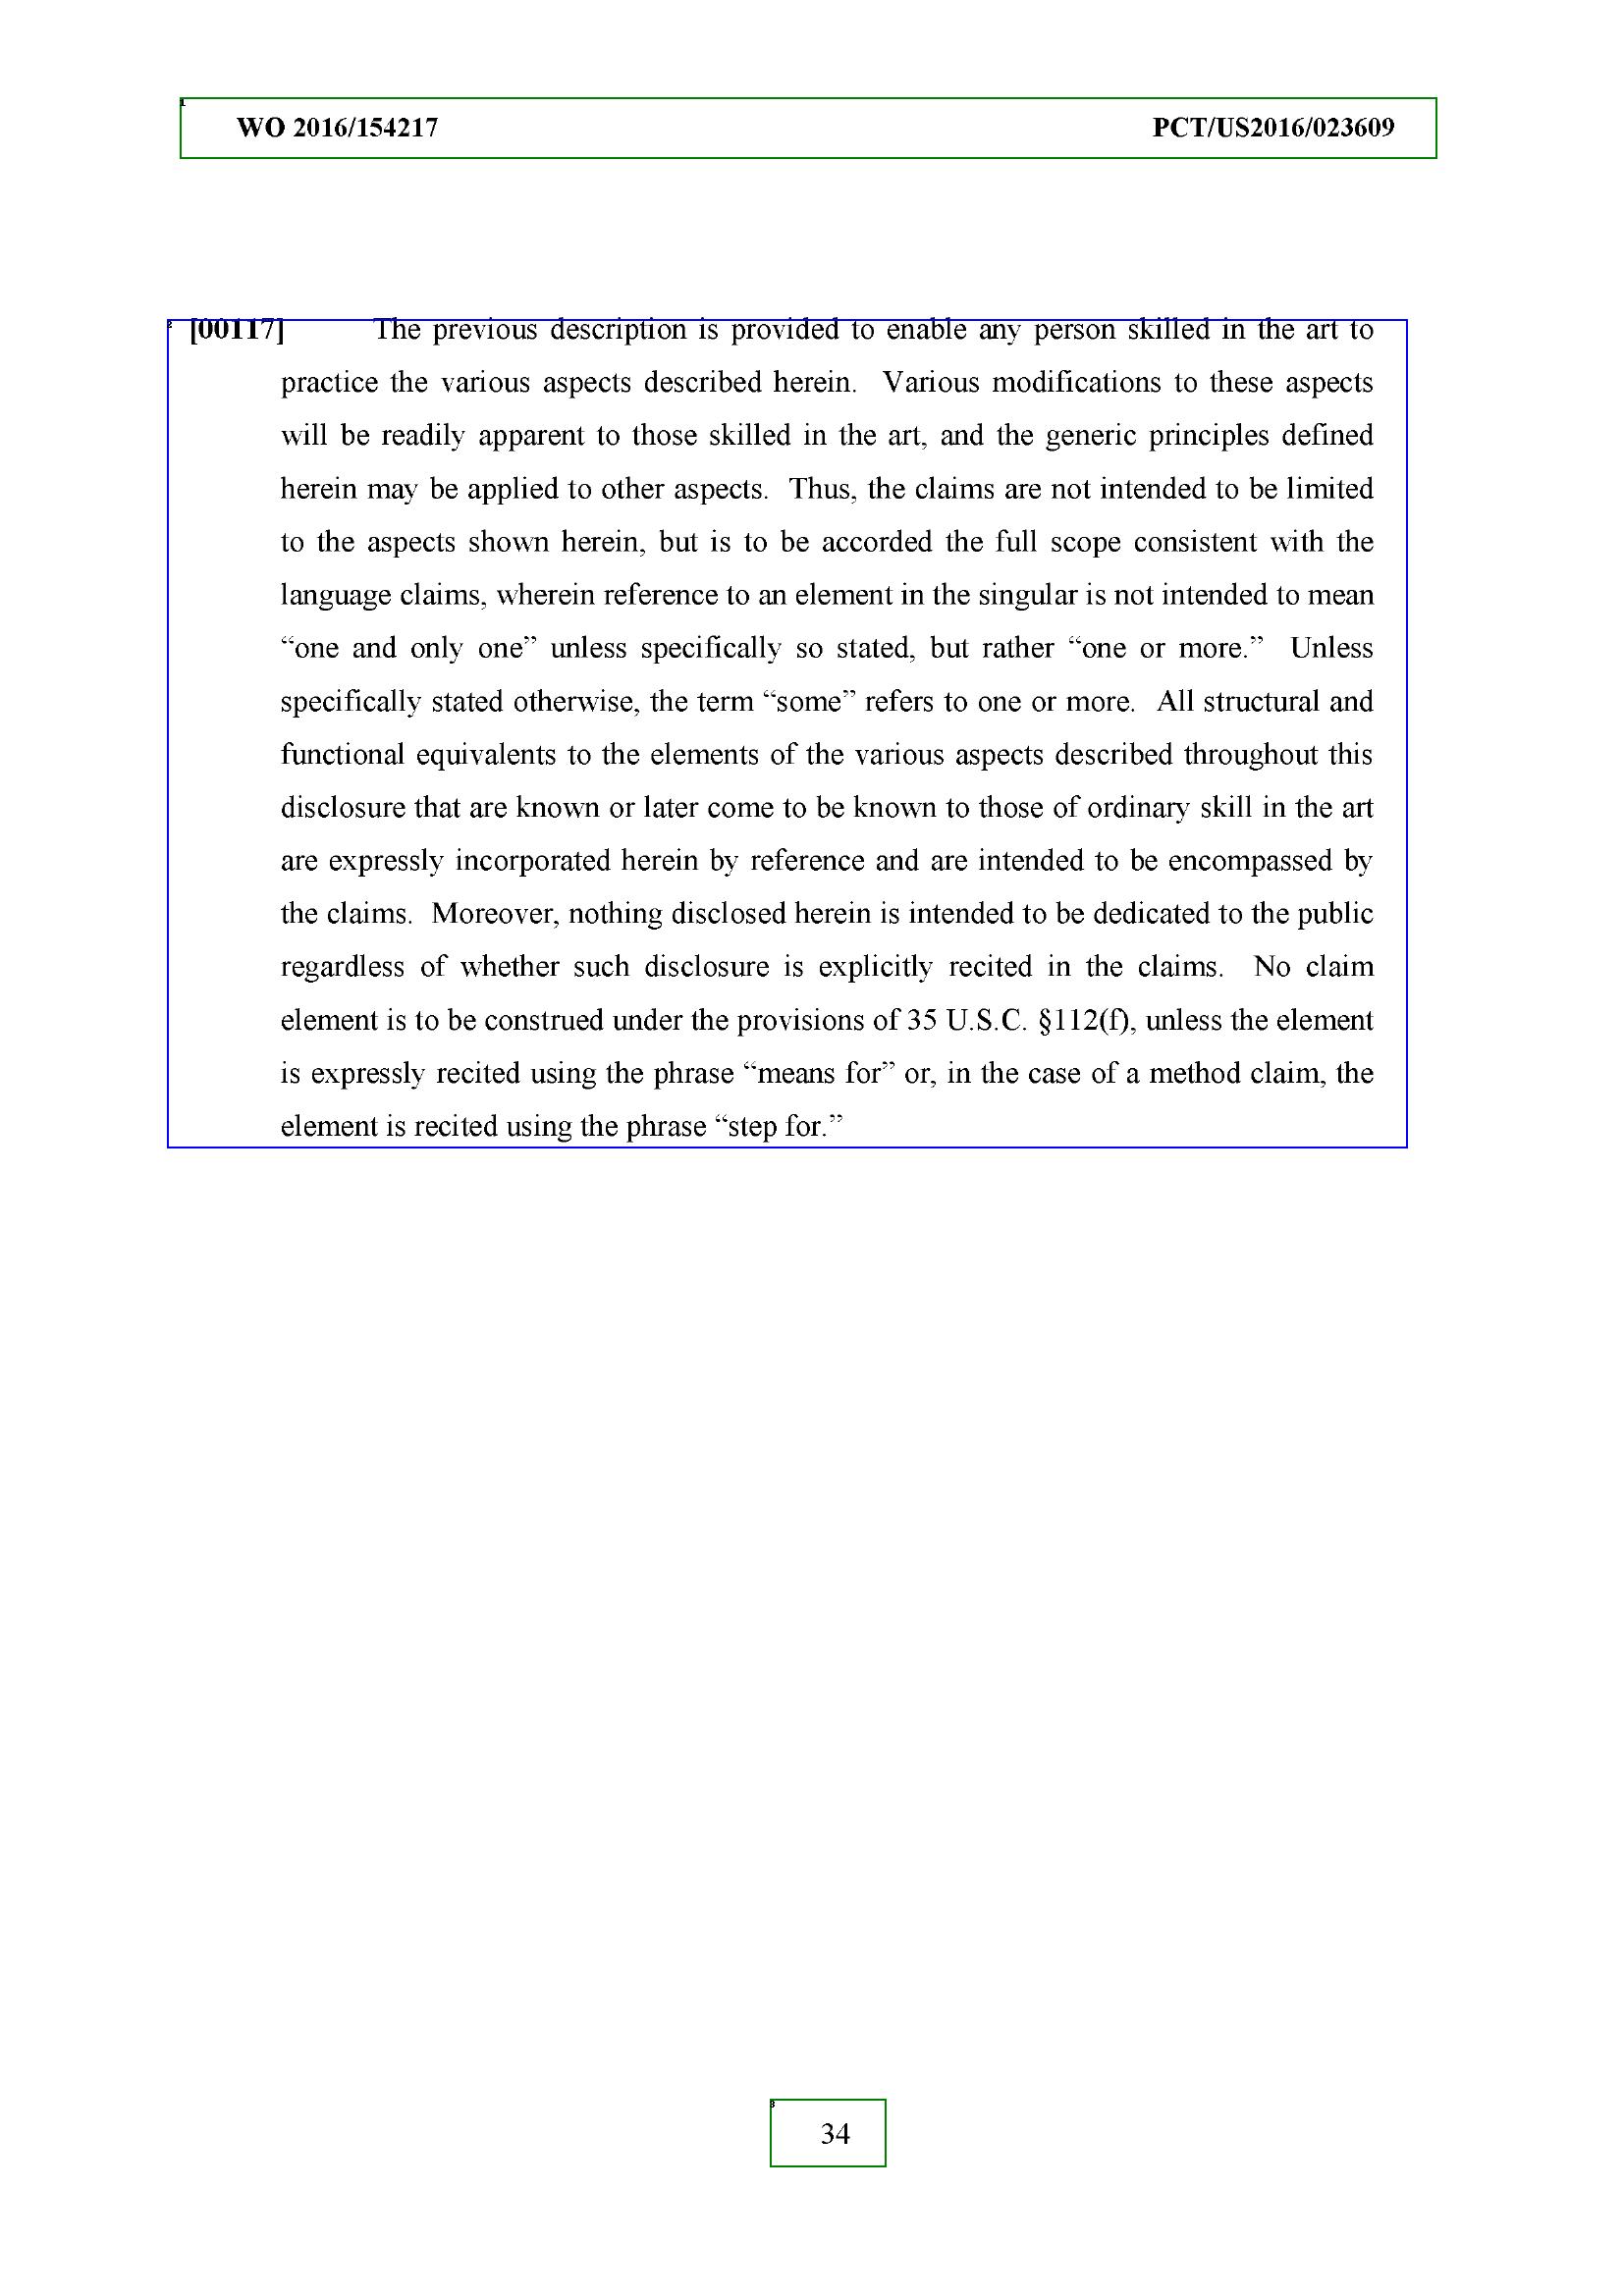 WO 2016/154217 PCT/US2016/023609
[00117] The previous description is provided to enable any person skilled in the art to
practice the various aspects described herein. Various modifications to these aspects
will be readily apparent to those skilled in the art, and the generic principles defined
herein may be applied to other aspects. Thus, the claims are not intended to be limited
to the aspects shown herein, but is to be accorded the full scope consistent with the
language claims, wherein reference to an element in the singular is not intended to mean
“one and only one” unless specifically so stated, but rather “one or more.” Unless
specifically stated otherwise, the term “some” refers to one or more. All structural and
functional equivalents to the elements of the various aspects described throughout this
disclosure that are known or later come to be known to those of ordinary skill in the art
are expressly incorporated herein by reference and are intended to be encompassed by
the claims. Moreover, nothing disclosed herein is intended to be dedicated to the public
regardless of whether such disclosure is explicitly recited in the claims. No claim
element is to be construed under the provisions of 35 U.S.C. §112(f), unless the element
is expressly recited using the phrase “means for” or, in the case of a method claim, the
element is recited using the phrase “step for.”
34